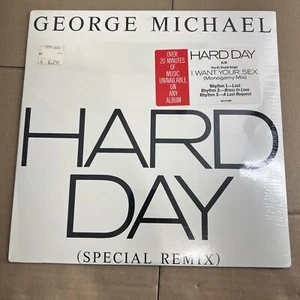 GEORGE MICHAEL
OVER
20 MINUTES
OF
MUSIC
UNAVAILABLE
ON
ANY
ALBUM
HARD DAY
B/W
The #1 Smash Single
I WANT YOUR SEX
(Monogamy Mix)
Rhythm 1—Lust
Rhythm 2—Brass in Love
Rhythm 3—A Last Request
HARD
DAY
(SPECIAL REMIX)